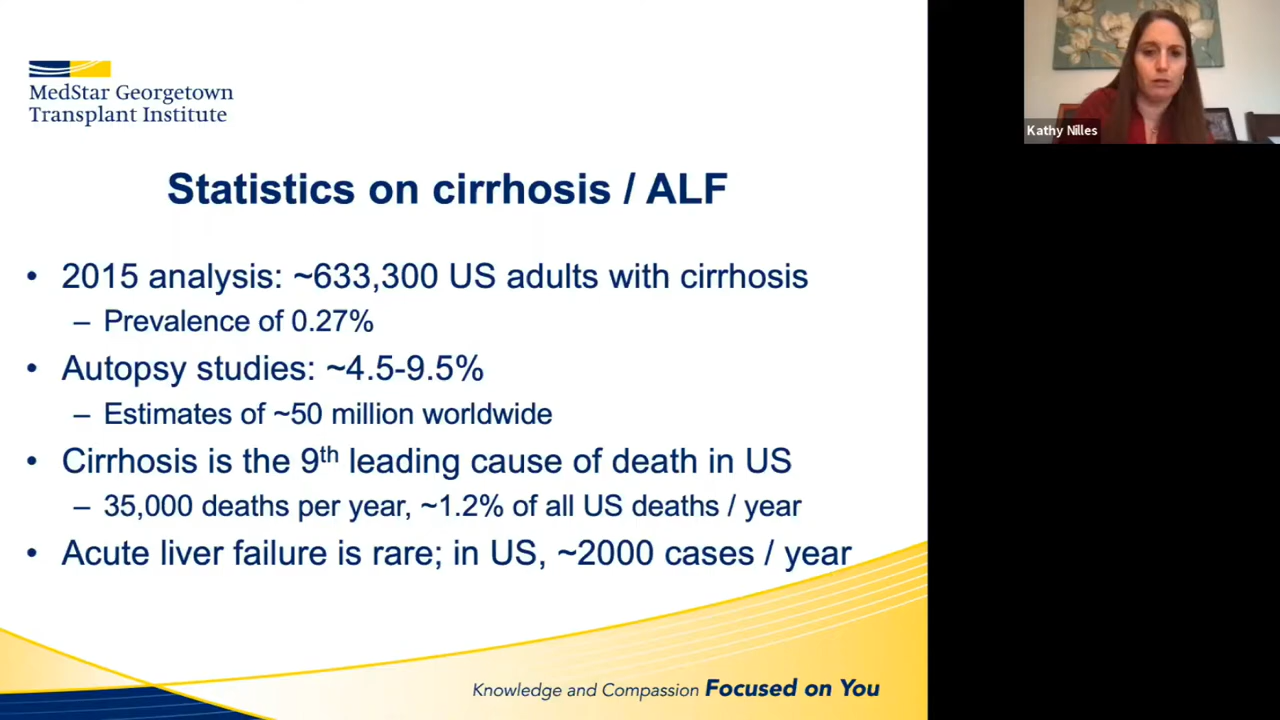 MedStar Georgetown
Transplant Institute
Kathy Nilles
Statistics on cirrhosis / ALF
• 2015 analysis: ~633,300 US adults with cirrhosis
– Prevalence of 0.27%
• Autopsy studies: ~4.5-9.5%
– Estimates of ~50 million worldwide
• Cirrhosis is the 9th leading cause of death in US
– 35,000 deaths per year, ~1.2% of all US deaths / year
• Acute liver failure is rare; in US, ~2000 cases / year
Knowledge and Compassion Focused on You